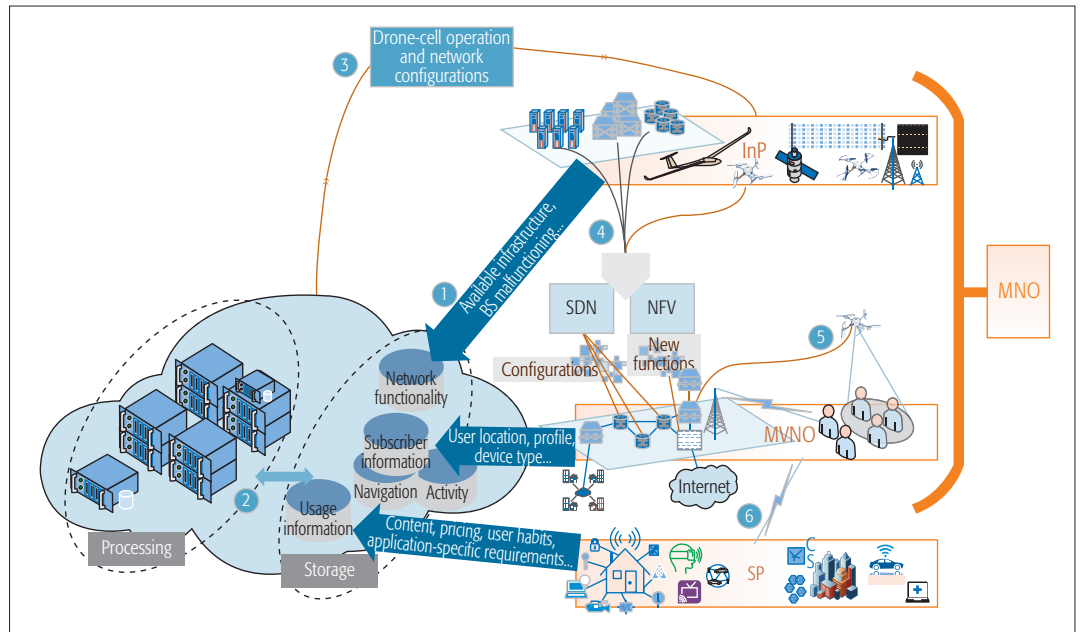 Drone-cell operation
and network
configurations
3
InP
4
Available infrastructure,
BS malfunctioning...
1
MNO
SDN
NFV
5
New
functions
Configurations
Network
functionality
Subscriber
information
User location, profile,
device type...
MVNO
Navigation
Activity
Internet
2
Usage
information
6
Content, pricing, user habits,
application-specific requirements...
Processing
Storage
SP
C
S